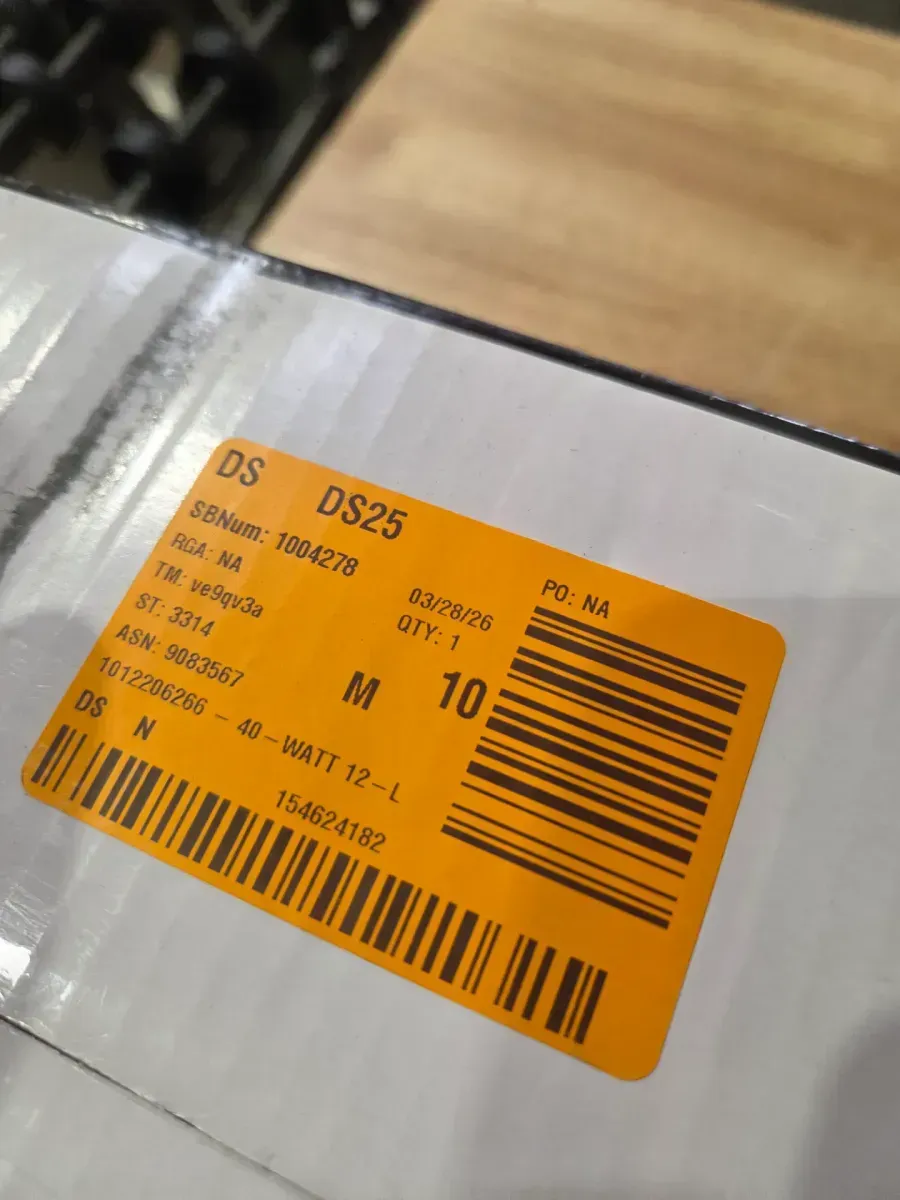 DS DS25
SBNum: 1004278
RGA: NA
TM: ve9qv3a
ST: 3314
ASN: 9083567
03/28/26
QTY: 1
PO: NA
M 10
1012206266 - 40-WATT 12-L
DS N
154624182